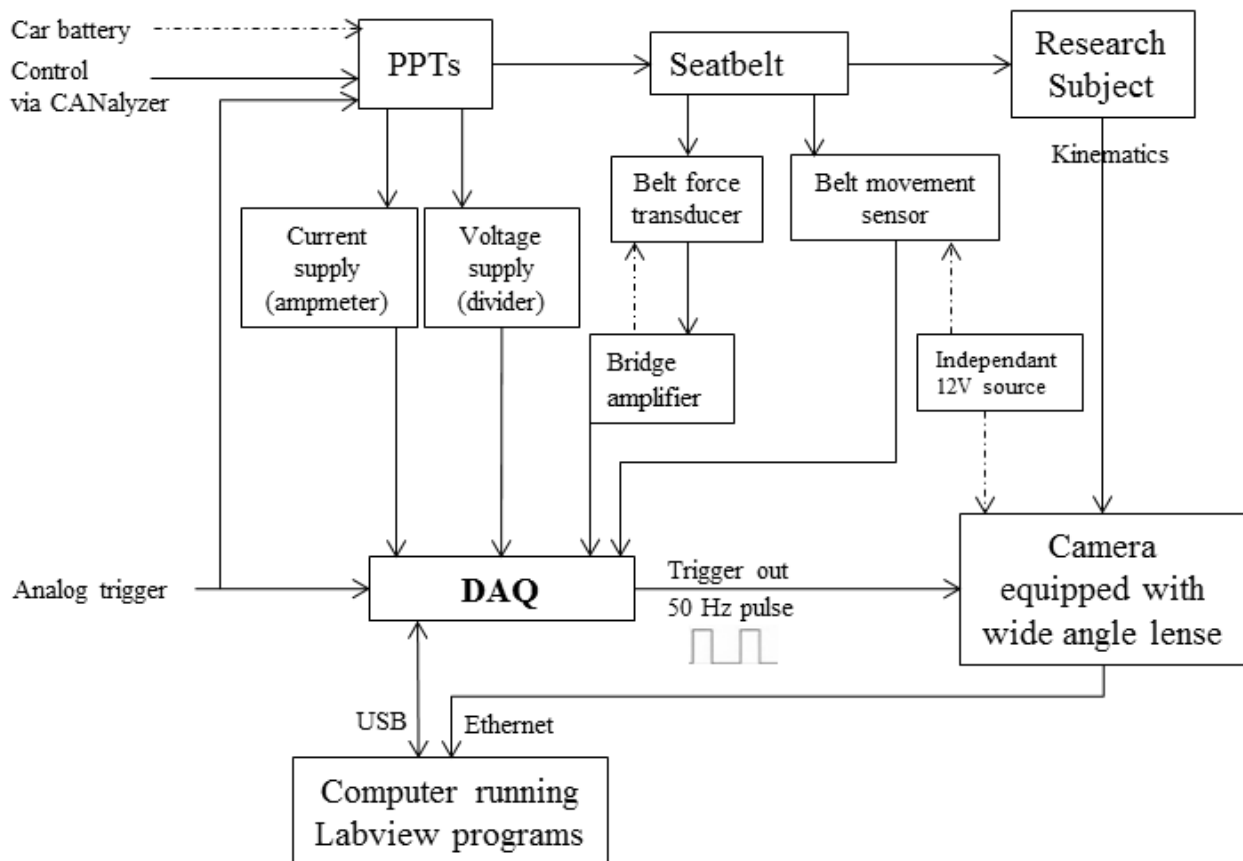 Car battery
Control
via CANalyzer
PPTs
Seatbelt
Research
Subject
Kinematics
Belt force
transducer
Belt movement
sensor
Current
supply
(ampmeter)
Voltage
supply
(divider)
Bridge
amplifier
Independant
12V source
Analog trigger
DAQ
Trigger out
50 Hz pulse
Camera
equipped with
wide angle lense
USB
Ethernet
Computer running
Labview programs